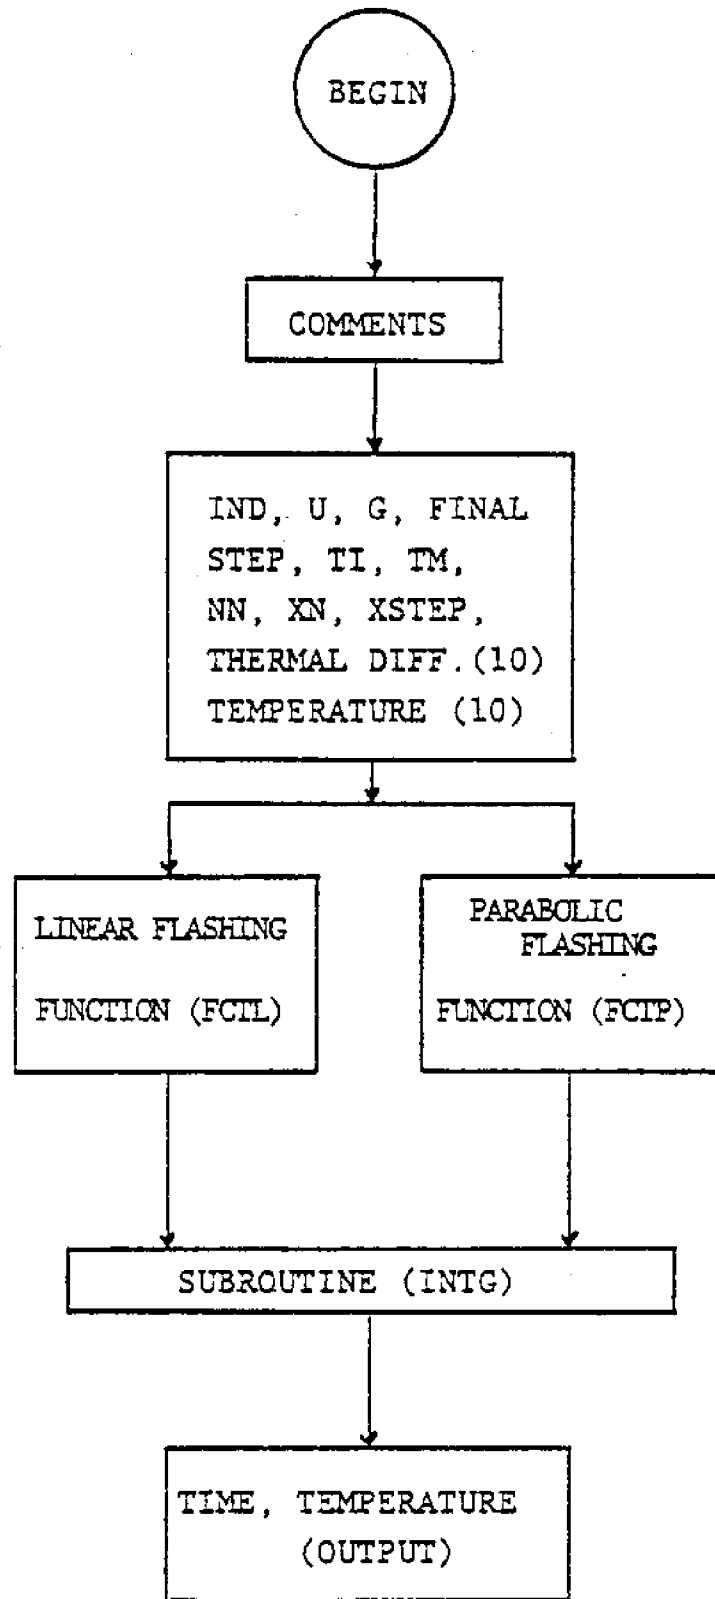 BEGIN
COMMENTS
IND, U, G, FINAL
STEP, TI, TM,
NN, XN, XSTEP,
THERMAL DIFF.(10)
TEMPERATURE (10)
LINEAR FLASHING
FUNCTION (FCTL)
PARABOLIC
FLASHING
FUNCTION (FCTP)
SUBROUTINE (INTG)
TIME, TEMPERATURE
(OUTPUT)